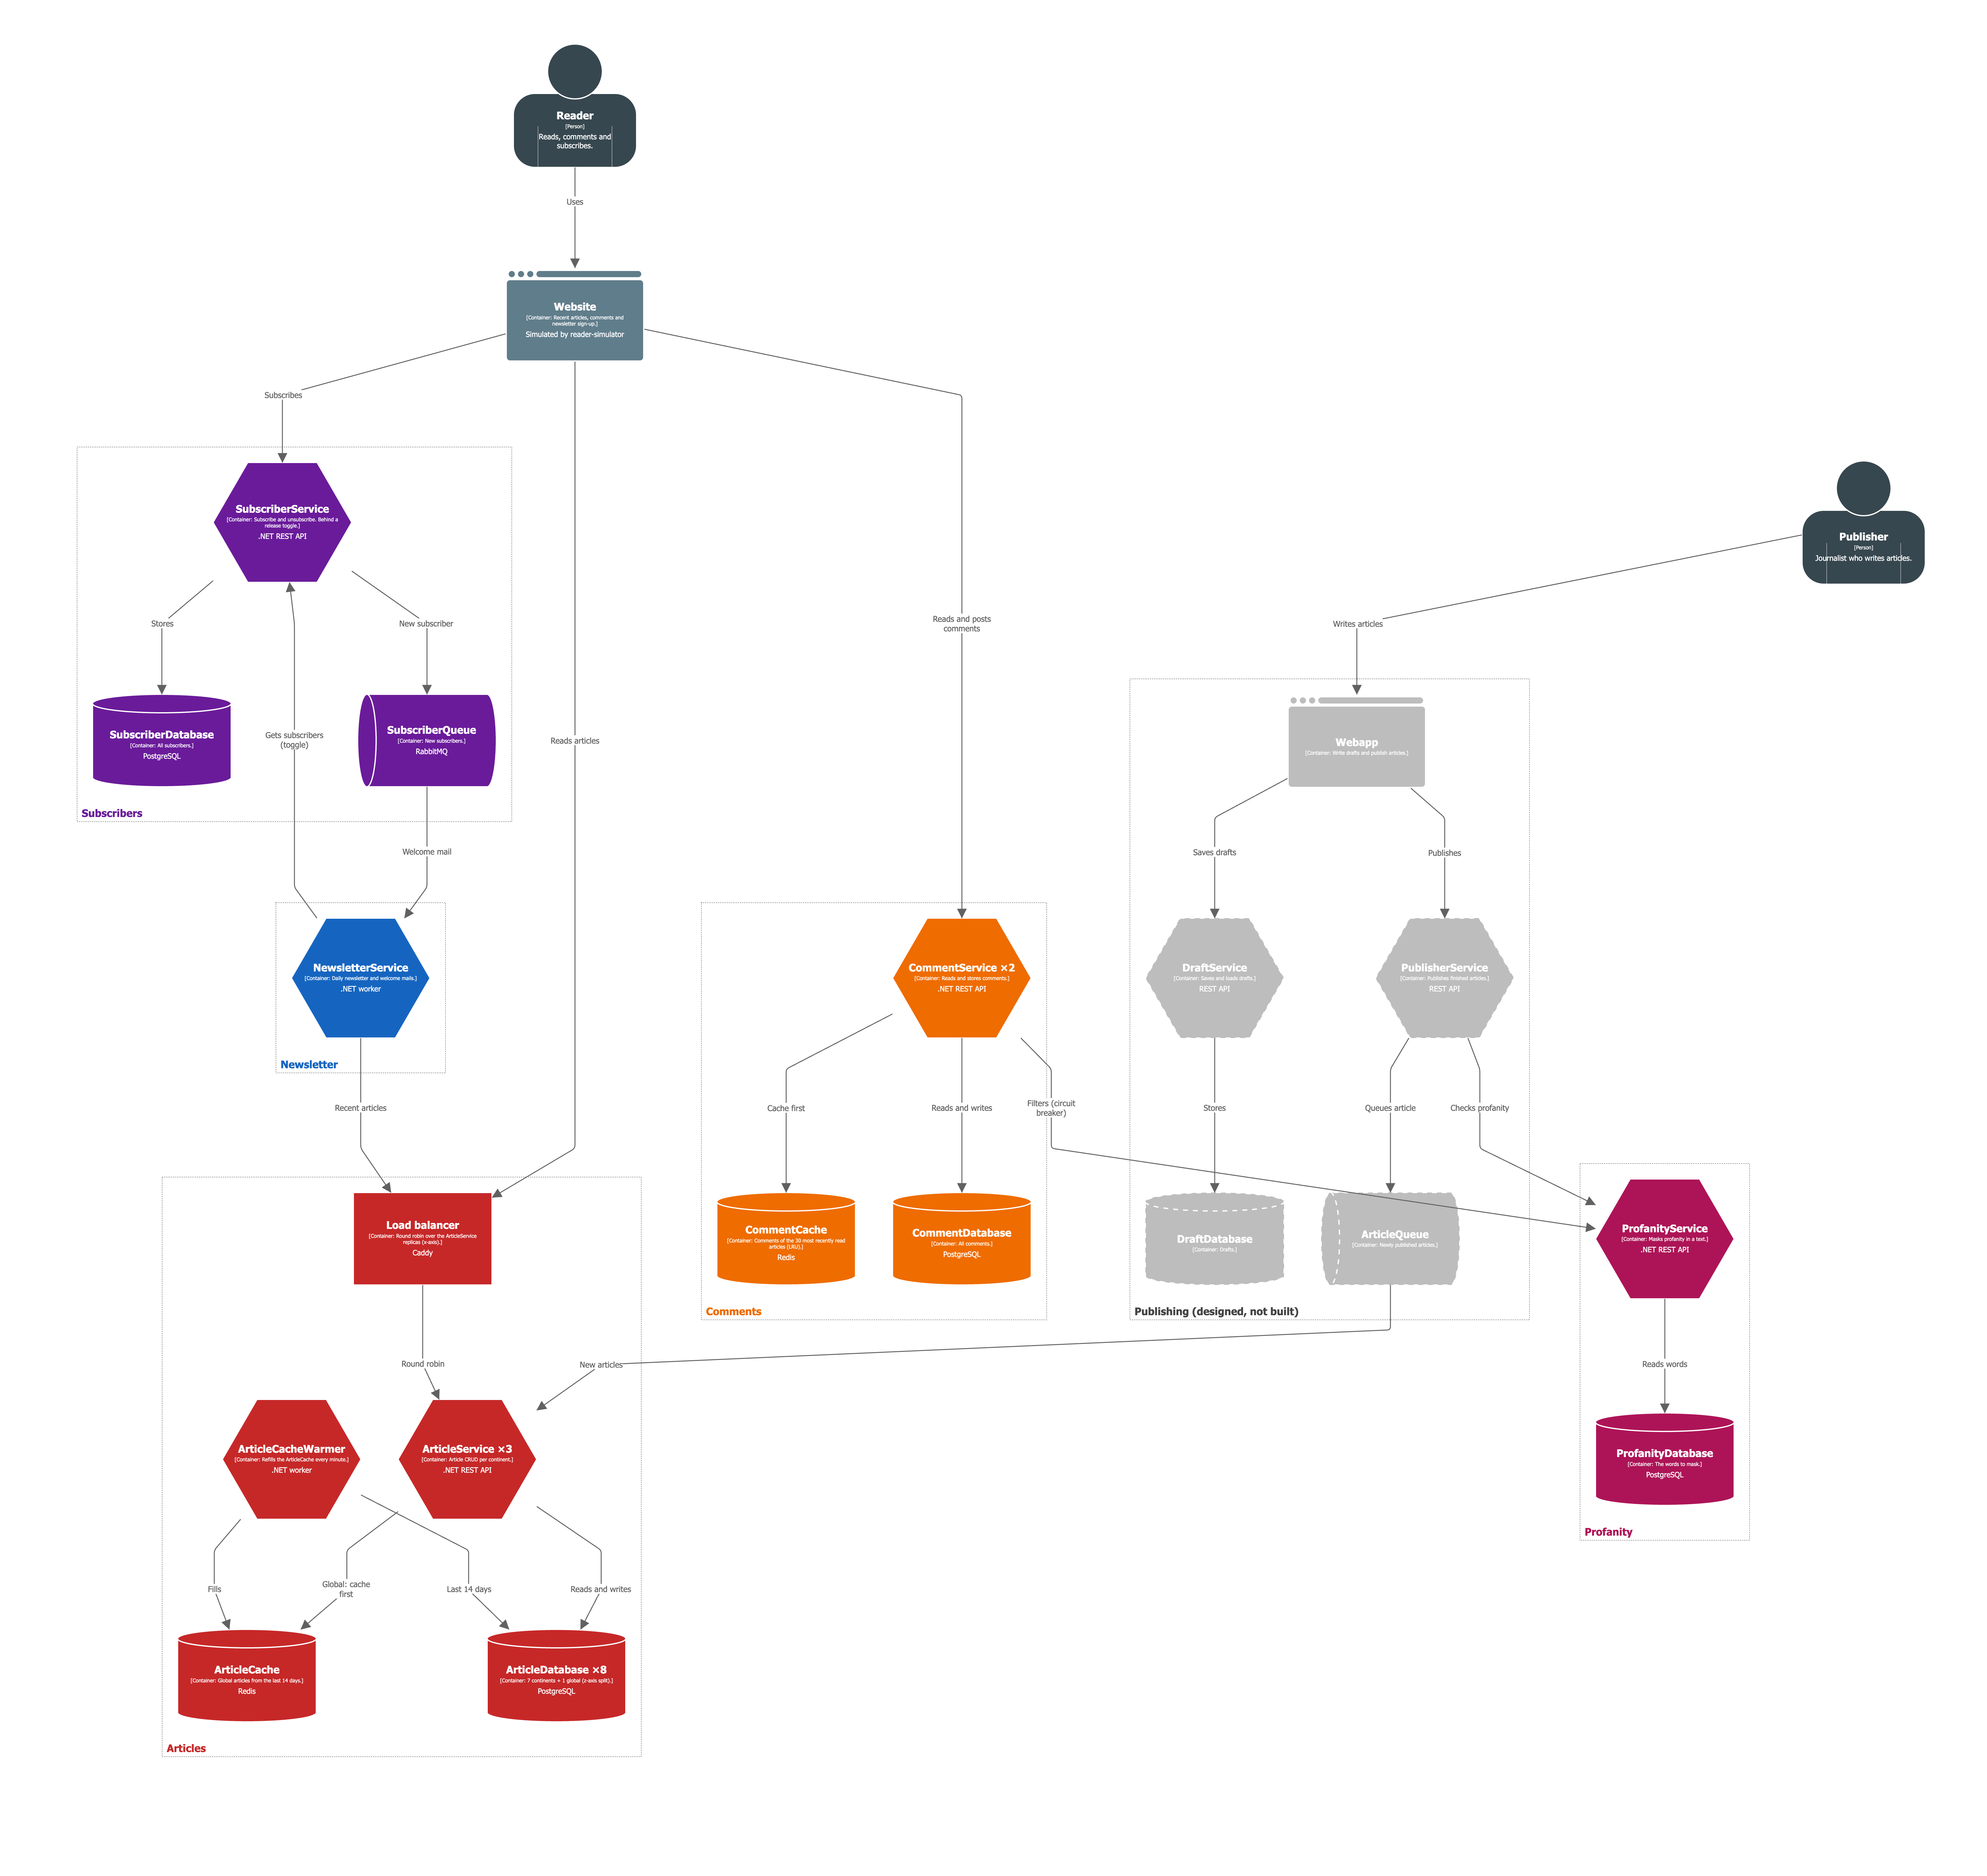 Reader
[Person]
Reads, comments and
subscribes.
Uses
Website
[Container: Recent articles, comments and
newsletter sign-up.]
Simulated by reader-simulator
Subscribes
SubscriberService
[Container: Subscribe and unsubscribe. Behind a
release toggle.]
.NET REST API
Publisher
[Person]
Journalist who writes articles.
Stores
New subscriber
Reads and posts
comments
Writes articles
SubscriberDatabase
[Container: All subscribers.]
PostgreSQL
Gets subscribers
(toggle)
SubscriberQueue
[Container: New subscribers.]
RabbitMQ
Reads articles
Webapp
[Container: Write drafts and publish articles.]
Subscribers
Welcome mail
Saves drafts
Publishes
NewsletterService
[Container: Daily newsletter and welcome mails.]
.NET worker
Newsletter
CommentService ×2
[Container: Reads and stores comments.]
.NET REST API
DraftService
[Container: Saves and loads drafts.]
REST API
PublisherService
[Container: Publishes finished articles.]
REST API
Recent articles
Cache first
Reads and writes
Filters (circuit
breaker)
Stores
Queues article
Checks profanity
Load balancer
[Container: Round robin over the ArticleService
replicas (x-axis).]
Caddy
CommentCache
[Container: Comments of the 30 most recently read
articles (LRU).]
Redis
CommentDatabase
[Container: All comments.]
PostgreSQL
DraftDatabase
[Container: Drafts.]
ArticleQueue
[Container: Newly published articles.]
ProfanityService
[Container: Masks profanity in a text.]
.NET REST API
Comments
Publishing (designed, not built)
Round robin
New articles
Reads words
ArticleCacheWarmer
[Container: Refills the ArticleCache every minute.]
.NET worker
ArticleService ×3
[Container: Article CRUD per continent.]
.NET REST API
ProfanityDatabase
[Container: The words to mask.]
PostgreSQL
Profanity
Fills
Global: cache
first
Last 14 days
Reads and writes
ArticleCache
[Container: Global articles from the last 14 days.]
Redis
ArticleDatabase ×8
[Container: 7 continents + 1 global (z-axis split).]
PostgreSQL
Articles